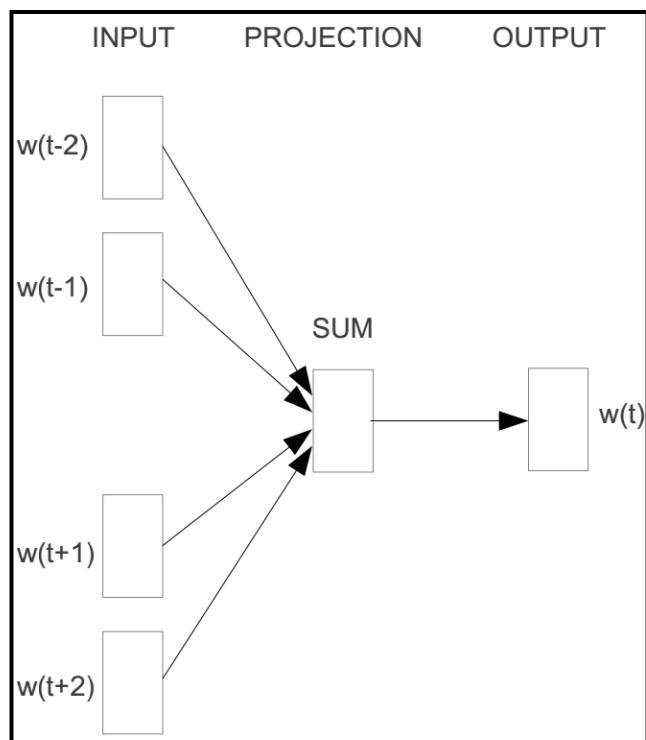 INPUT PROJECTION OUTPUT
w(t-2)
w(t-1)
SUM
w(t)
w(t+1)
w(t+2)